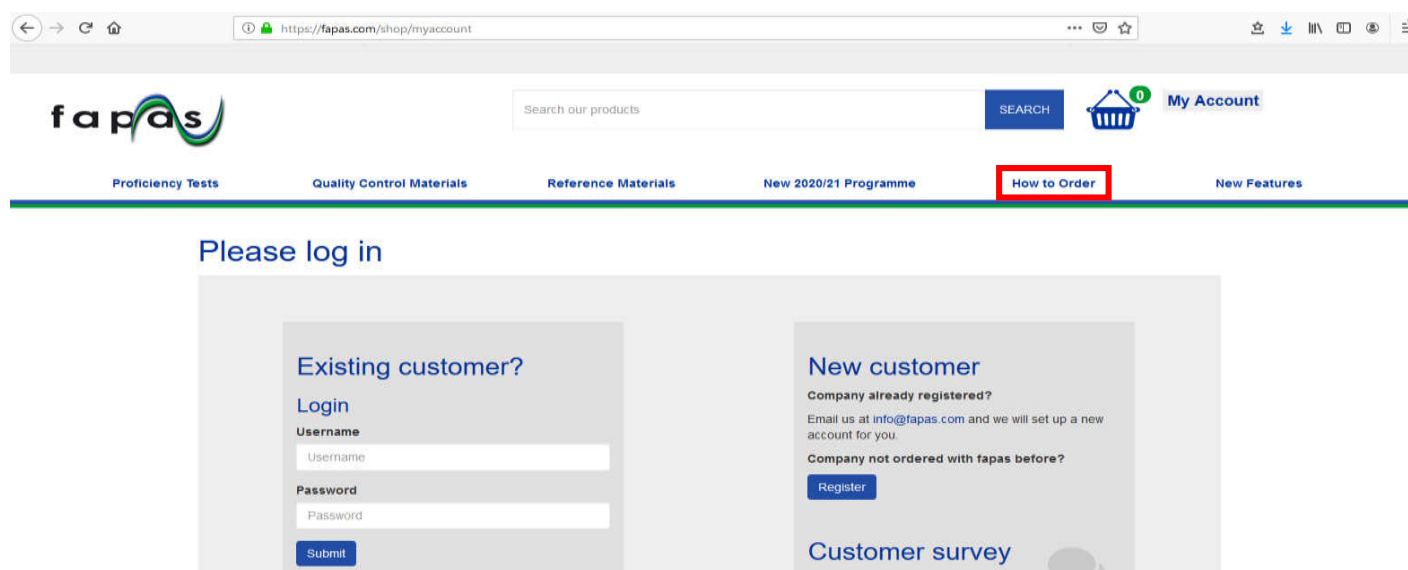 https://fapas.com/shop/myaccount
fapas
Search our products
SEARCH
0
My Account
Proficiency Tests
Quality Control Materials
Reference Materials
New 2020/21 Programme
How to Order
New Features
Please log in
Existing customer?
Login
Username
Username
Password
Password
Submit
New customer
Company already registered?
Email us at info@fapas.com and we will set up a new
account for you.
Company not ordered with fapas before?
Register
Customer survey